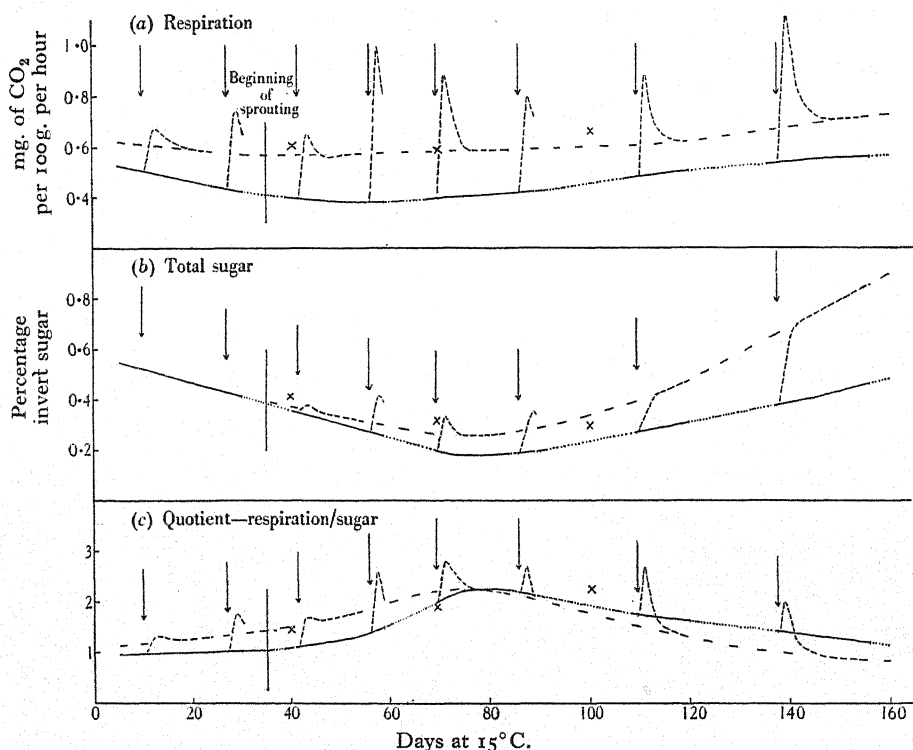 (a) Respiration
1·0
0·8
0·6
0·4
mg. of CO2
per 100g. per hour
Beginning
of
sprouting
(b) Total sugar
0·8
0·6
0·4
0·2
Percentage
invert sugar
(c) Quotient—respiration/sugar
3
2
1
0 20 40 60 80 100 120 140 160
Days at 15°C.